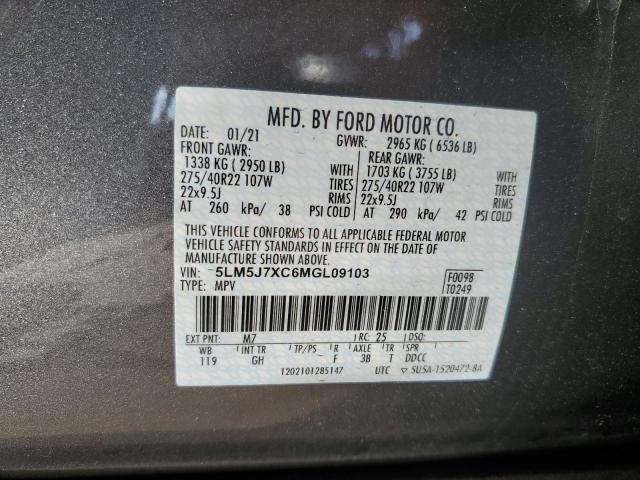 MFD. BY FORD MOTOR CO.
DATE: 01/21 GVWR: 2965 KG ( 6536 LB)
FRONT GAWR: REAR GAWR:
1338 KG ( 2950 LB) 1703 KG ( 3755 LB)
275/40R22 107W TIRES 275/40R22 107W TIRES
22x9.5J RIMS 22x9.5J RIMS
AT 260 kPa/ 38 PSI COLD AT 290 kPa/ 42 PSI COLD
THIS VEHICLE CONFORMS TO ALL APPLICABLE FEDERAL MOTOR
VEHICLE SAFETY STANDARDS IN EFFECT ON THE DATE OF
MANUFACTURE SHOWN ABOVE.
VIN: 5LM5J7XC6MGL09103 F0098
TYPE: MPV T0249
EXT PNT: M7 RC: 25 DSO:
WB INT TR TP/PS R AXLE TR SPR
119 GH F 3B T DDCC
1202101285147 UTC ▽ 5U5A-1520472-8A